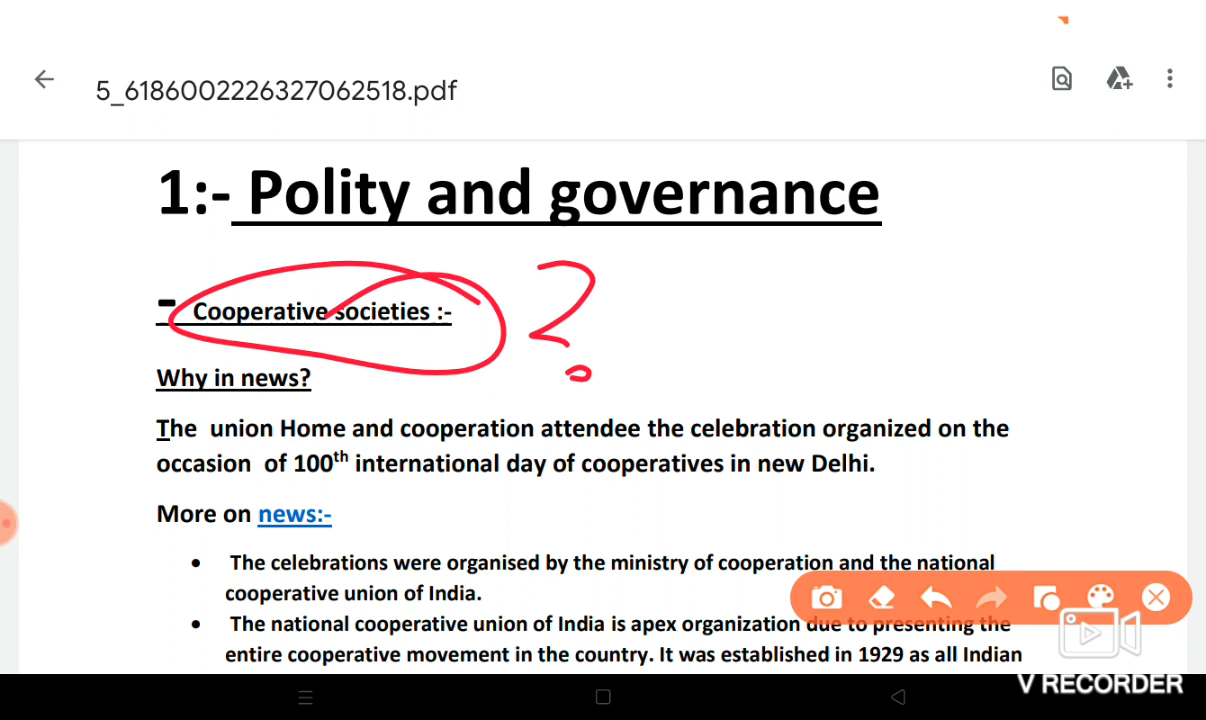 5_6186002226327062518.pdf
1:- Polity and governance
- Cooperative societies :-
?
Why in news?
The union Home and cooperation attendee the celebration organized on the
occasion of 100th international day of cooperatives in new Delhi.
More on news:-
• The celebrations were organised by the ministry of cooperation and the national
cooperative union of India.
• The national cooperative union of India is apex organization due to presenting the
entire cooperative movement in the country. It was established in 1929 as all Indian
V RECORDER